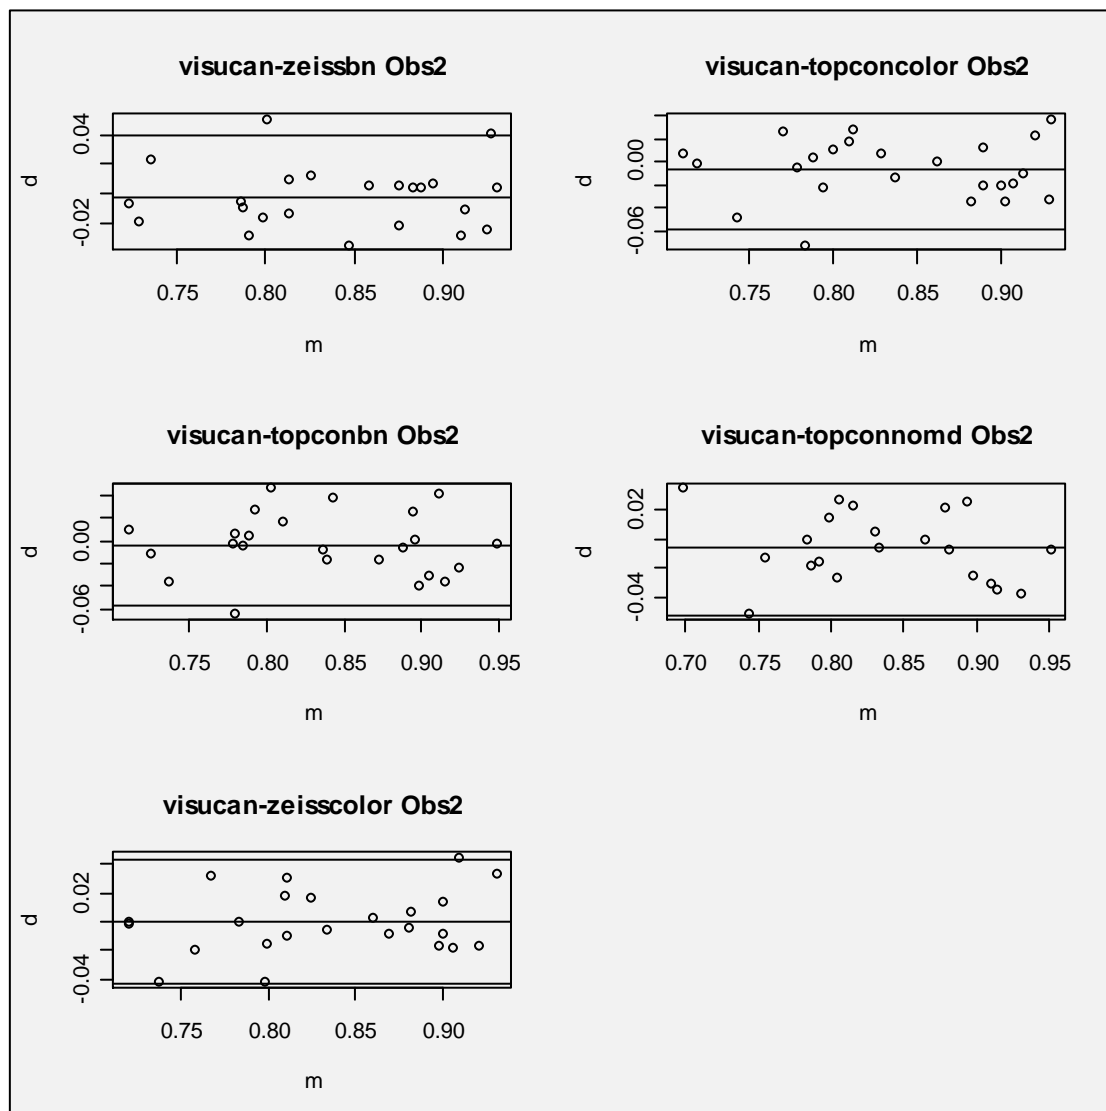 visucan-zeissbn Obs2
d
0.04
-0.02
0.75 0.80 0.85 0.90
m
visucan-topconcolor Obs2
d
0.00
-0.06
0.75 0.80 0.85 0.90
m
visucan-topconbn Obs2
d
0.00
-0.06
0.75 0.80 0.85 0.90 0.95
m
visucan-topconnomd Obs2
d
0.02
-0.04
0.70 0.75 0.80 0.85 0.90 0.95
m
visucan-zeisscolor Obs2
d
0.02
-0.04
0.75 0.80 0.85 0.90
m